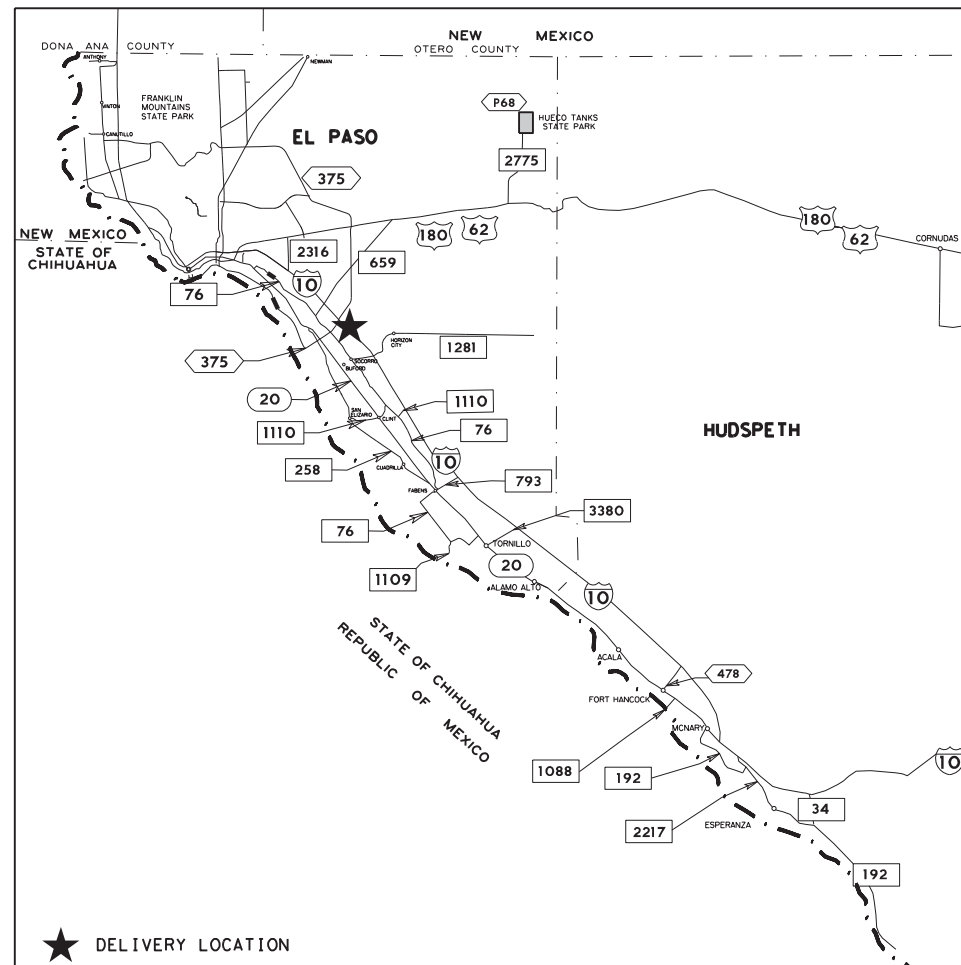 NEW MEXICO
DONA ANA COUNTY
OTERO COUNTY
ANTHONY
NEWMAN
VINTON
FRANKLIN
MOUNTAINS
STATE PARK
CANUTILLO
EL PASO
P68
HUECO TANKS
STATE PARK
2775
375
NEW MEXICO
STATE OF
CHIHUAHUA
2316
659
180
62
180
62
CORNUDAS
76
10
HORIZON
CITY
1281
375
SOCORRO
BUFORD
20
SAN
ELIZARIO
CLINT
1110
1110
76
HUDSPETH
258
CUADRILLA
10
793
FABENS
76
3380
TORNILLO
1109
20
ALAMO ALTO
10
STATE OF CHIHUAHUA
REPUBLIC OF MEXICO
ACALA
478
FORT HANCOCK
MCNARY
1088
192
10
2217
ESPERANZA
34
192
DELIVERY LOCATION